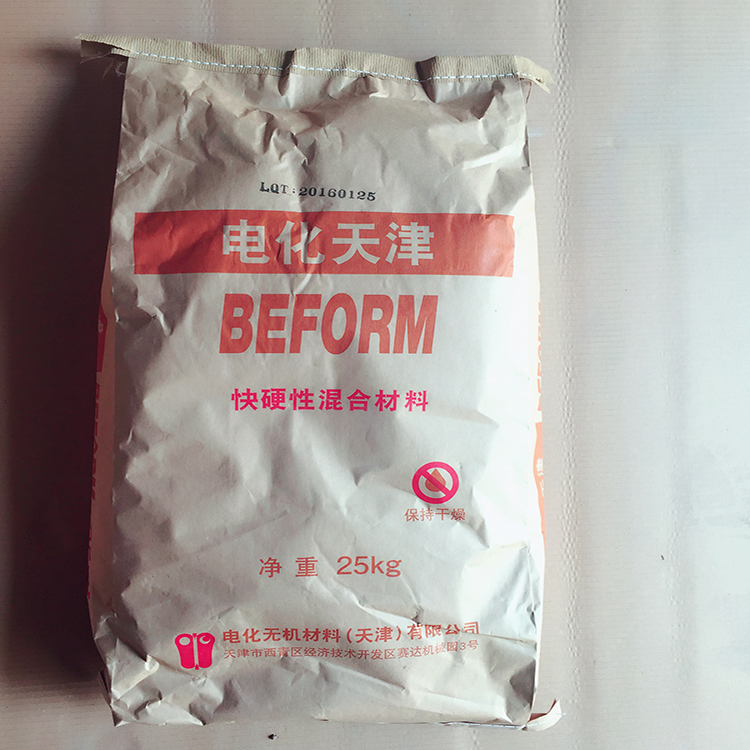 LQT:20160125
电化天津
BEFORM
快硬性混合材料
保持干燥
净重 25kg
电化无机材料(天津)有限公司
天津市西青区经济技术开发区赛达机械园3号